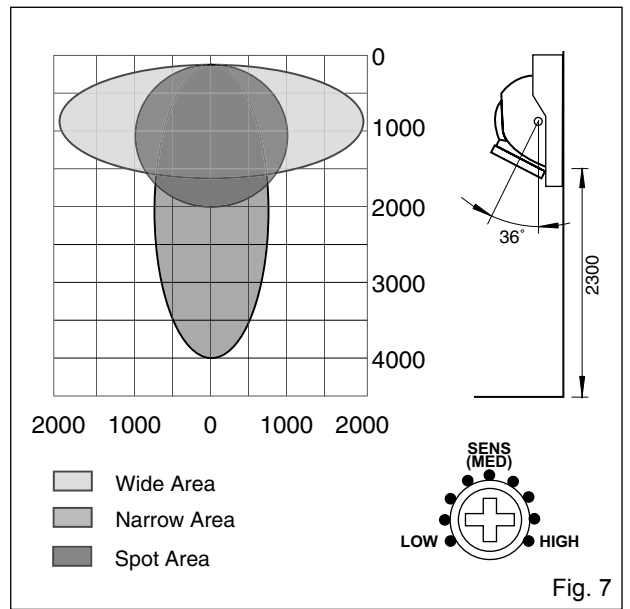 0
1000
2000
3000
4000
2000 1000 0 1000 2000
Wide Area
Narrow Area
Spot Area
36°
2300
SENS
(MED)
LOW HIGH
Fig. 7